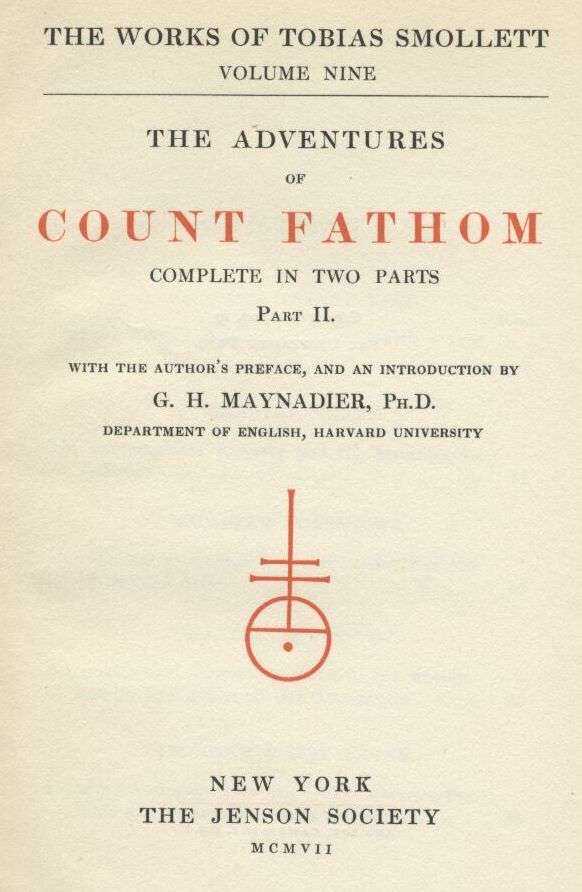 THE WORKS OF TOBIAS SMOLLETT
VOLUME NINE
THE ADVENTURES
OF
COUNT FATHOM
COMPLETE IN TWO PARTS
PART II.
WITH THE AUTHOR'S PREFACE, AND AN INTRODUCTION BY
G. H. MAYNADIER, PH.D.
DEPARTMENT OF ENGLISH, HARVARD UNIVERSITY
NEW YORK
THE JENSON SOCIETY
MCMVII